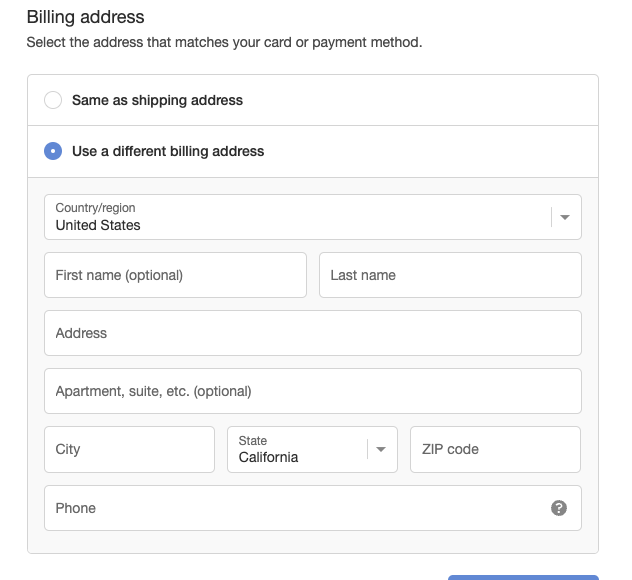 Billing address
Select the address that matches your card or payment method.
Same as shipping address
Use a different billing address
Country/region
United States
First name (optional)
Last name
Address
Apartment, suite, etc. (optional)
City
State
California
ZIP code
Phone
?